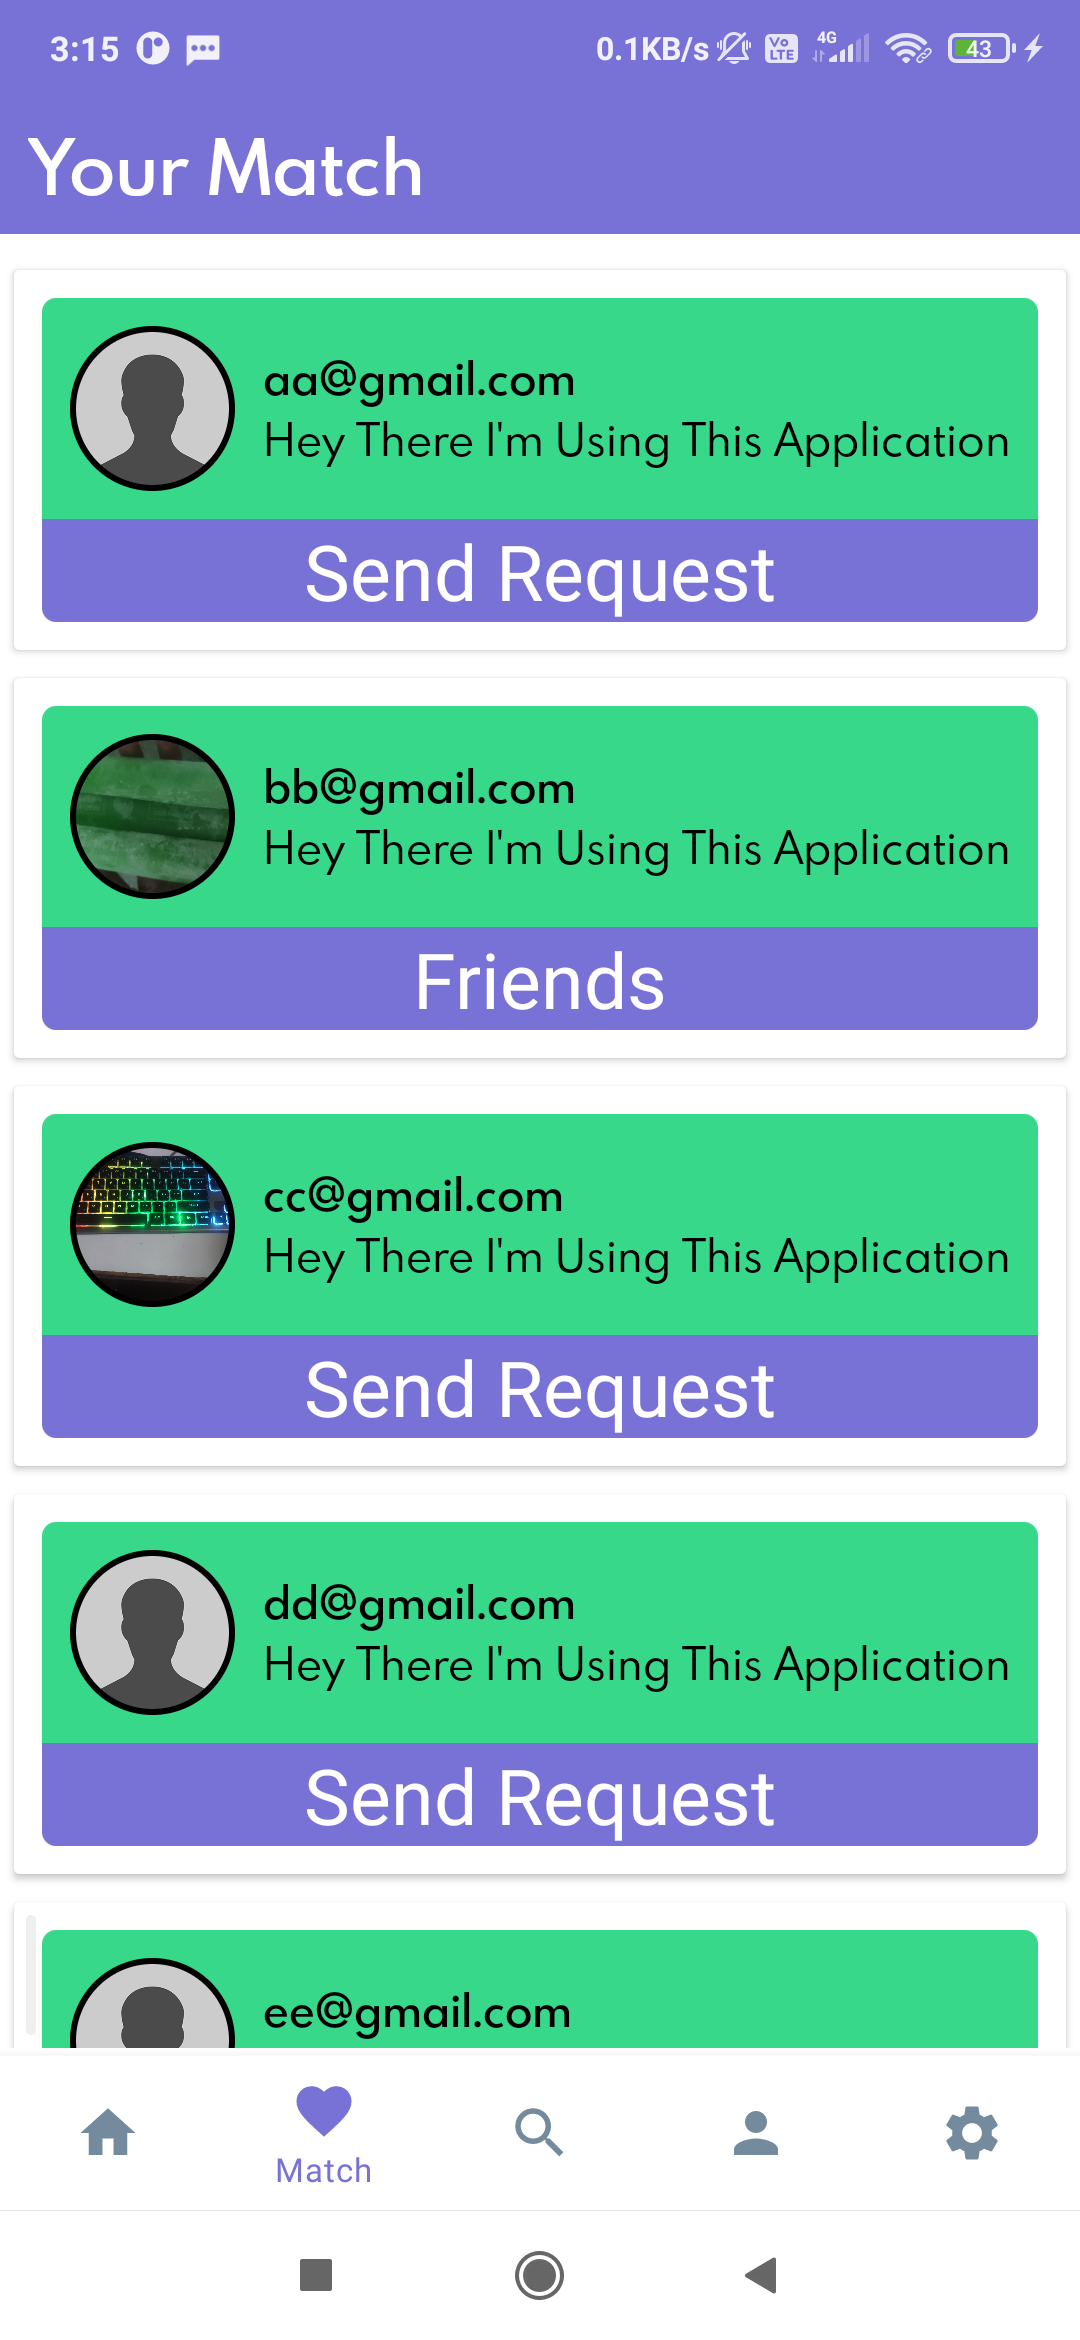 3:15
0.1KB/s
Vo LTE
4G
43
Your Match
aa@gmail.com
Hey There I'm Using This Application
Send Request
bb@gmail.com
Hey There I'm Using This Application
Friends
cc@gmail.com
Hey There I'm Using This Application
Send Request
dd@gmail.com
Hey There I'm Using This Application
Send Request
ee@gmail.com
Match